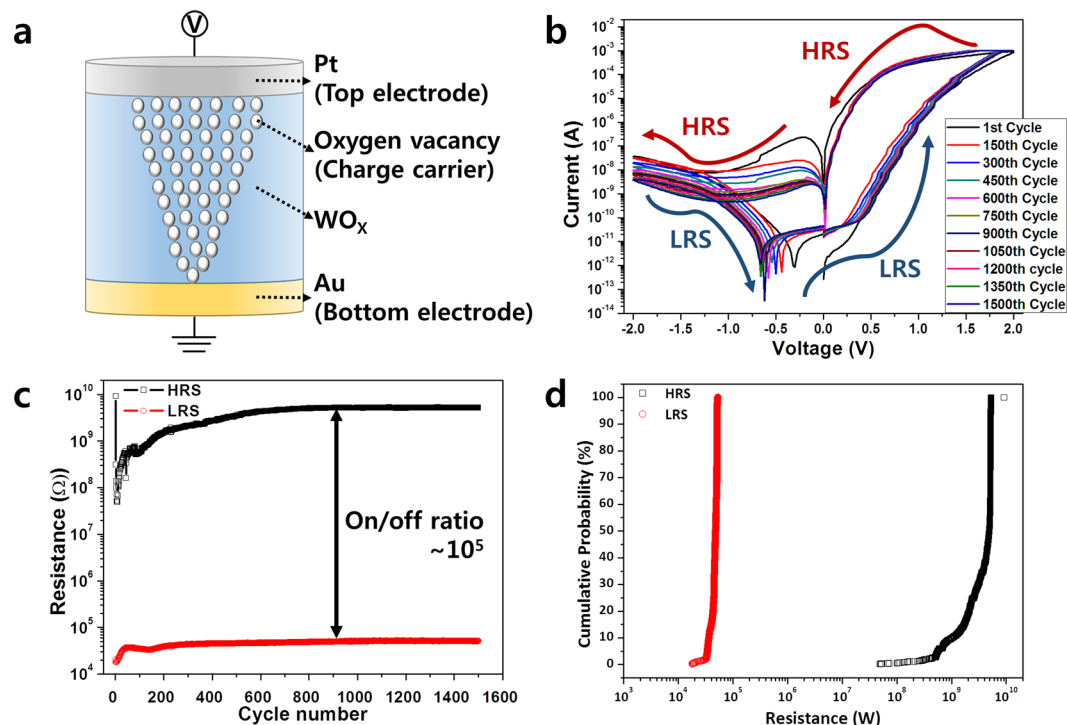 a
V
Pt
(Top electrode)
Oxygen vacancy
(Charge carrier)
WOX
Au
(Bottom electrode)
b
Current (A)
10-2
10-3
10-4
10-5
10-6
10-7
10-8
10-9
10-10
10-11
10-12
10-13
10-14
HRS
HRS
LRS
LRS
1st Cycle
150th Cycle
300th Cycle
450th Cycle
600th Cycle
750th Cycle
900th Cycle
1050th Cycle
1200th cycle
1350th Cycle
1500th Cycle
-2.0 -1.5 -1.0 -0.5 0.0 0.5 1.0 1.5 2.0
Voltage (V)
c
HRS
LRS
Resistance (Ω))
1010
109
108
107
106
105
104
On/off ratio
~105
0 200 400 600 800 1000 1200 1400 1600
Cycle number
d
HRS
LRS
Cumulative Probability (%)
100
90
80
70
60
50
40
30
20
10
0
103 104 105 106 107 108 109 1010
Resistance (W)